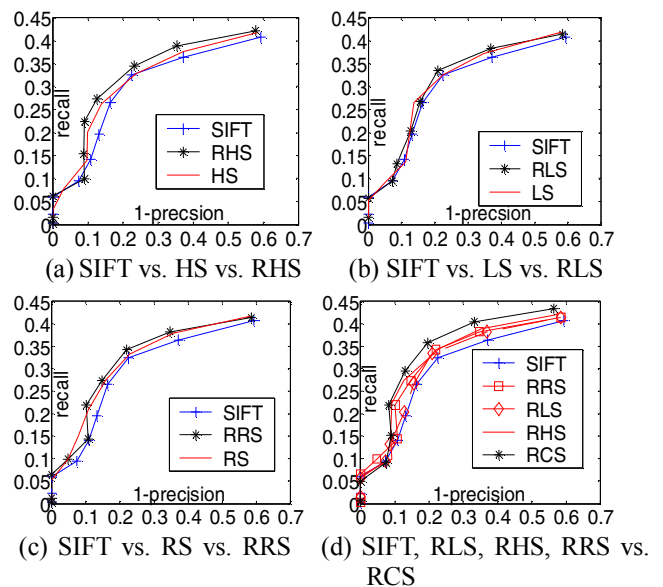 0.45
0.4
0.35
0.3
0.25
0.2
0.15
0.1
0.05
0
recall
SIFT
RHS
HS
1-precsion
0 0.1 0.2 0.3 0.4 0.5 0.6 0.7
(a) SIFT vs. HS vs. RHS
0.45
0.4
0.35
0.3
0.25
0.2
0.15
0.1
0.05
0
recall
SIFT
RLS
LS
1-precision
0 0.1 0.2 0.3 0.4 0.5 0.6 0.7
(b) SIFT vs. LS vs. RLS
0.45
0.4
0.35
0.3
0.25
0.2
0.15
0.1
0.05
0
recall
SIFT
RRS
RS
1-precision
0 0.1 0.2 0.3 0.4 0.5 0.6 0.7
(c) SIFT vs. RS vs. RRS
0.45
0.4
0.35
0.3
0.25
0.2
0.15
0.1
0.05
0
recall
SIFT
RRS
RLS
RHS
RCS
1-precision
0 0.1 0.2 0.3 0.4 0.5 0.6 0.7
(d) SIFT, RLS, RHS, RRS vs.
RCS